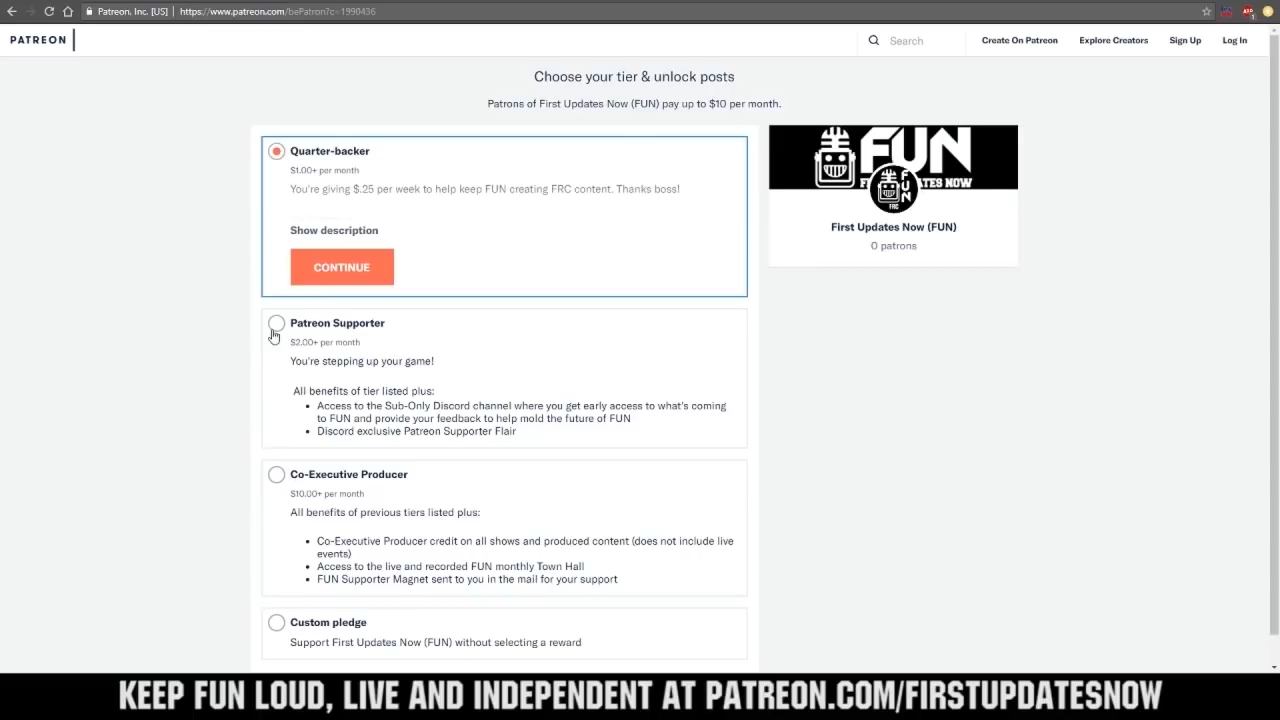 Patreon, Inc. [US] | https://www.patreon.com/bePatron?c=1990436
PATREON
Search
Create On Patreon
Explore Creators
Sign Up
Log In
Choose your tier & unlock posts
Patrons of First Updates Now (FUN) pay up to $10 per month.
Quarter-backer
$1.00+ per month
You're giving $.25 per week to help keep FUN creating FRC content. Thanks boss!
Show description
CONTINUE
FUN
FUN
FRC
First Updates Now (FUN)
0 patrons
Patreon Supporter
$2.00+ per month
You're stepping up your game!
All benefits of tier listed plus:
• Access to the Sub-Only Discord channel where you get early access to what's coming
to FUN and provide your feedback to help mold the future of FUN
• Discord exclusive Patreon Supporter Flair
Co-Executive Producer
$10.00+ per month
All benefits of previous tiers listed plus:
• Co-Executive Producer credit on all shows and produced content (does not include live
events)
• Access to the live and recorded FUN monthly Town Hall
• FUN Supporter Magnet sent to you in the mail for your support
Custom pledge
Support First Updates Now (FUN) without selecting a reward
KEEP FUN LOUD, LIVE AND INDEPENDENT AT PATREON.COM/FIRSTUPDATESNOW